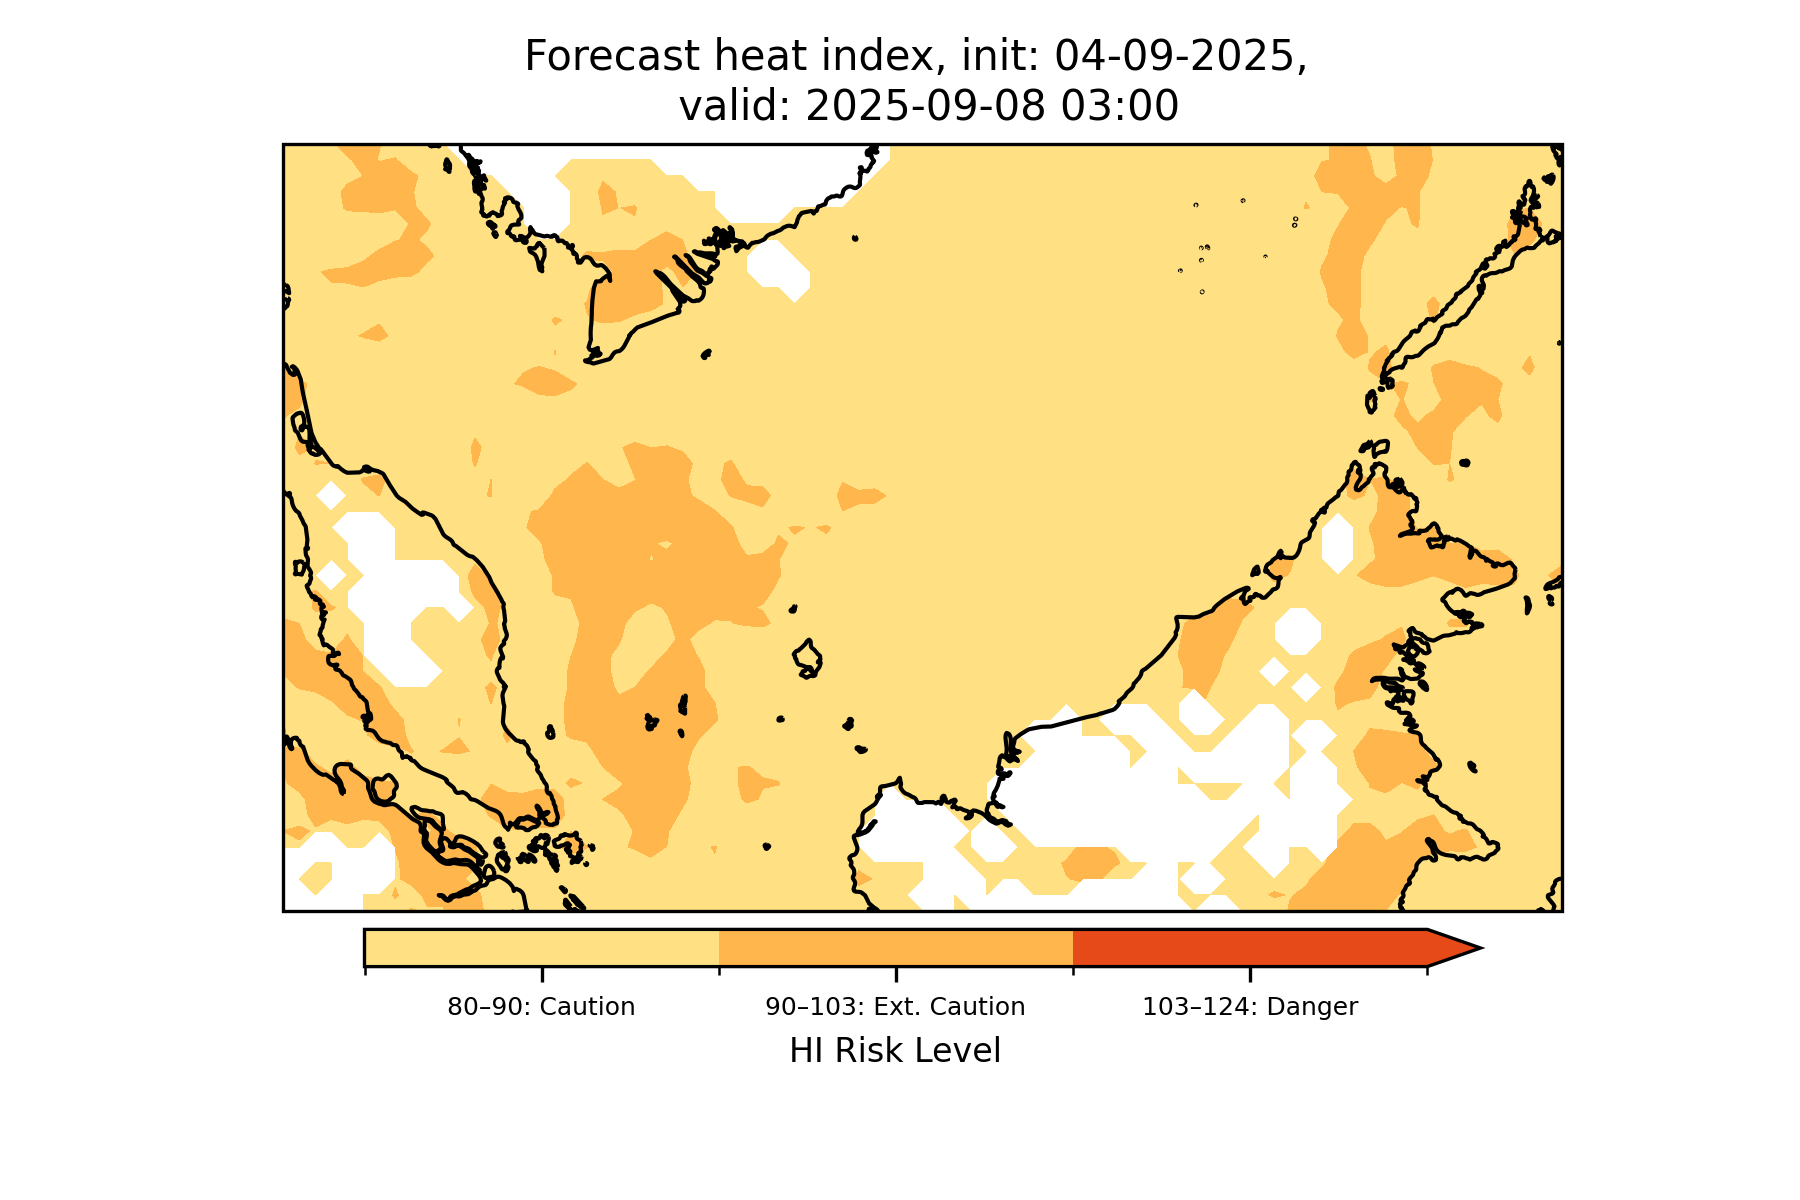 Forecast heat index, init: 04-09-2025,
valid: 2025-09-08 03:00
80–90: Caution
90–103: Ext. Caution
103–124: Danger
HI Risk Level